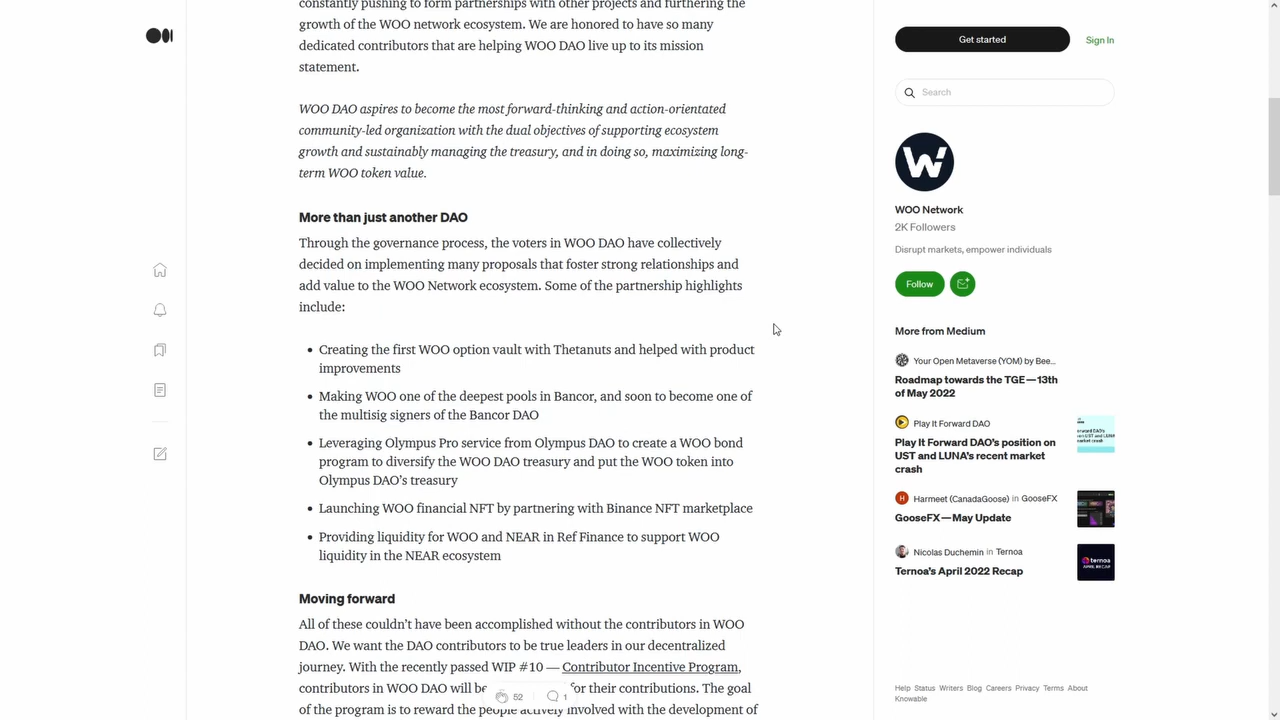 constantly pushing to form partnerships with other projects and furthering the
growth of the WOO network ecosystem. We are honored to have so many
dedicated contributors that are helping WOO DAO live up to its mission
statement.
WOO DAO aspires to become the most forward-thinking and action-orientated
community-led organization with the dual objectives of supporting ecosystem
growth and sustainably managing the treasury, and in doing so, maximizing long-
term WOO token value.
More than just another DAO
Through the governance process, the voters in WOO DAO have collectively
decided on implementing many proposals that foster strong relationships and
add value to the WOO Network ecosystem. Some of the partnership highlights
include:
• Creating the first WOO option vault with Thetanuts and helped with product
improvements
• Making WOO one of the deepest pools in Bancor, and soon to become one of
the multisig signers of the Bancor DAO
• Leveraging Olympus Pro service from Olympus DAO to create a WOO bond
program to diversify the WOO DAO treasury and put the WOO token into
Olympus DAO's treasury
• Launching WOO financial NFT by partnering with Binance NFT marketplace
• Providing liquidity for WOO and NEAR in Ref Finance to support WOO
liquidity in the NEAR ecosystem
Moving forward
All of these couldn't have been accomplished without the contributors in WOO
DAO. We want the DAO contributors to be true leaders in our decentralized
journey. With the recently passed WIP #10 — Contributor Incentive Program,
contributors in WOO DAO will be for their contributions. The goal
of the program is to reward the people actively involved with the development of
52
1
Get started
Sign In
Search
W
WOO Network
2K Followers
Disrupt markets, empower individuals
Follow
More from Medium
Your Open Metaverse (YOM) by Bee...
Roadmap towards the TGE — 13th
of May 2022
Play It Forward DAO
Play It Forward DAO's position on
UST and LUNA's recent market
crash
Harmeet (CanadaGoose) in GooseFX
GooseFX — May Update
Nicolas Duchemin in Ternoa
Ternoa's April 2022 Recap
ternoa
APRIL RECAP
Help Status Writers Blog Careers Privacy Terms About
Knowable